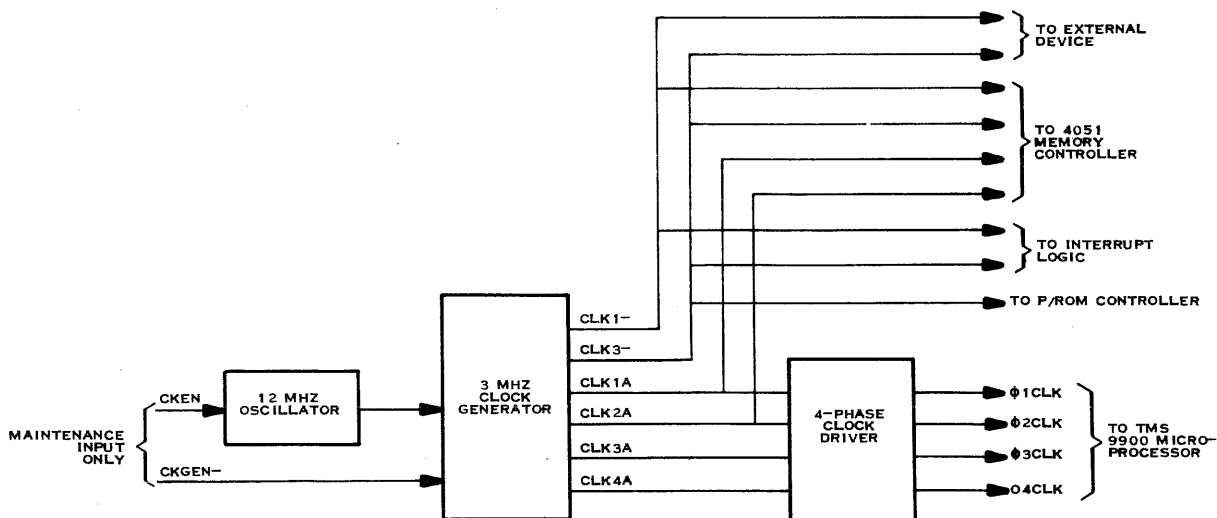 TO EXTERNAL
DEVICE
TO 4051
MEMORY
CONTROLLER
TO INTERRUPT
LOGIC
TO P/ROM CONTROLLER
CLK1-
CLK3-
CLK1A
CLK2A
CLK3A
CLK4A
3 MHZ
CLOCK
GENERATOR
12 MHZ
OSCILLATOR
CKEN
CKGEN-
MAINTENANCE
INPUT
ONLY
4-PHASE
CLOCK
DRIVER
ϕ1CLK
ϕ2CLK
ϕ3CLK
O4CLK
TO TMS
9900 MICRO-
PROCESSOR